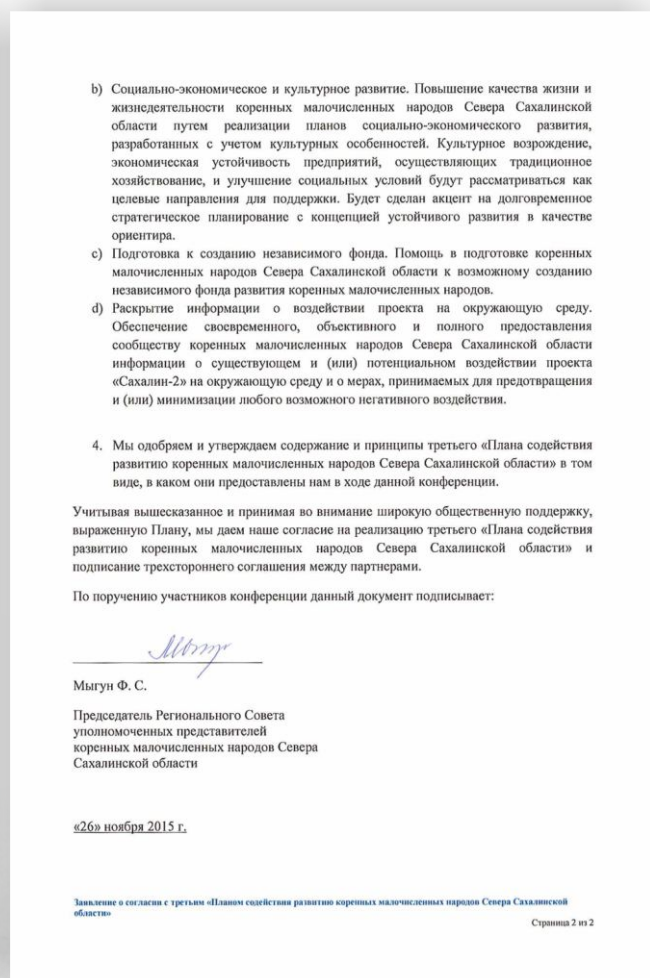 b) Социально-экономическое и культурное развитие. Повышение качества жизни и
жизнедеятельности коренных малочисленных народов Севера Сахалинской
области путем реализации планов социально-экономического развития,
разработанных с учетом культурных особенностей. Культурное возрождение,
экономическая устойчивость предприятий, осуществляющих традиционное
хозяйствование, и улучшение социальных условий будут рассматриваться как
целевые направления для поддержки. Будет сделан акцент на долговременное
стратегическое планирование с концепцией устойчивого развития в качестве
ориентира.
c) Подготовка к созданию независимого фонда. Помощь в подготовке коренных
малочисленных народов Севера Сахалинской области к возможному созданию
независимого фонда развития коренных малочисленных народов.
d) Раскрытие информации о воздействии проекта на окружающую среду.
Обеспечение своевременного, объективного и полного предоставления
сообществу коренных малочисленных народов Севера Сахалинской области
информации о существующем и (или) потенциальном воздействии проекта
«Сахалин-2» на окружающую среду и о мерах, принимаемых для предотвращения
и (или) минимизации любого возможного негативного воздействия.
4. Мы одобряем и утверждаем содержание и принципы третьего «Плана содействия
развитию коренных малочисленных народов Севера Сахалинской области» в том
виде, в каком они предоставлены нам в ходе данной конференции.
Учитывая вышесказанное и принимая во внимание широкую общественную поддержку,
выраженную Плану, мы даем наше согласие на реализацию третьего «Плана содействия
развитию коренных малочисленных народов Севера Сахалинской области» и
подписание трехстороннего соглашения между партнерами.
По поручению участников конференции данный документ подписывает:
Мыгун Ф. С.
Председатель Регионального Совета
уполномоченных представителей
коренных малочисленных народов Севера
Сахалинской области
«26» ноября 2015 г.
Заявление о согласии с третьим «Планом содействия развитию коренных малочисленных народов Севера Сахалинской
области»
Страница 2 из 2